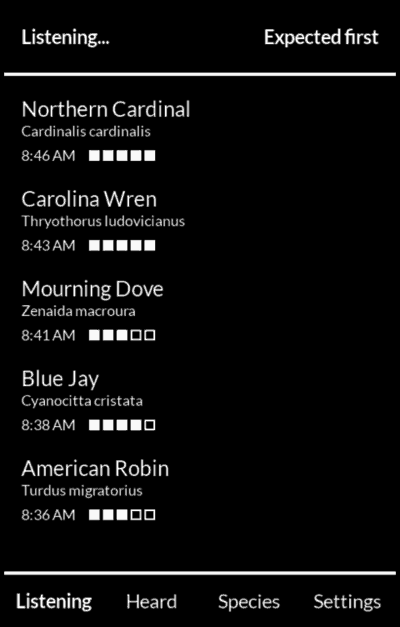 Listening... Expected first
Northern Cardinal
Cardinalis cardinalis
8:46 AM
Carolina Wren
Thryothorus ludovicianus
8:43 AM
Mourning Dove
Zenaida macroura
8:41 AM
Blue Jay
Cyanocitta cristata
8:38 AM
American Robin
Turdus migratorius
8:36 AM
Listening Heard Species Settings